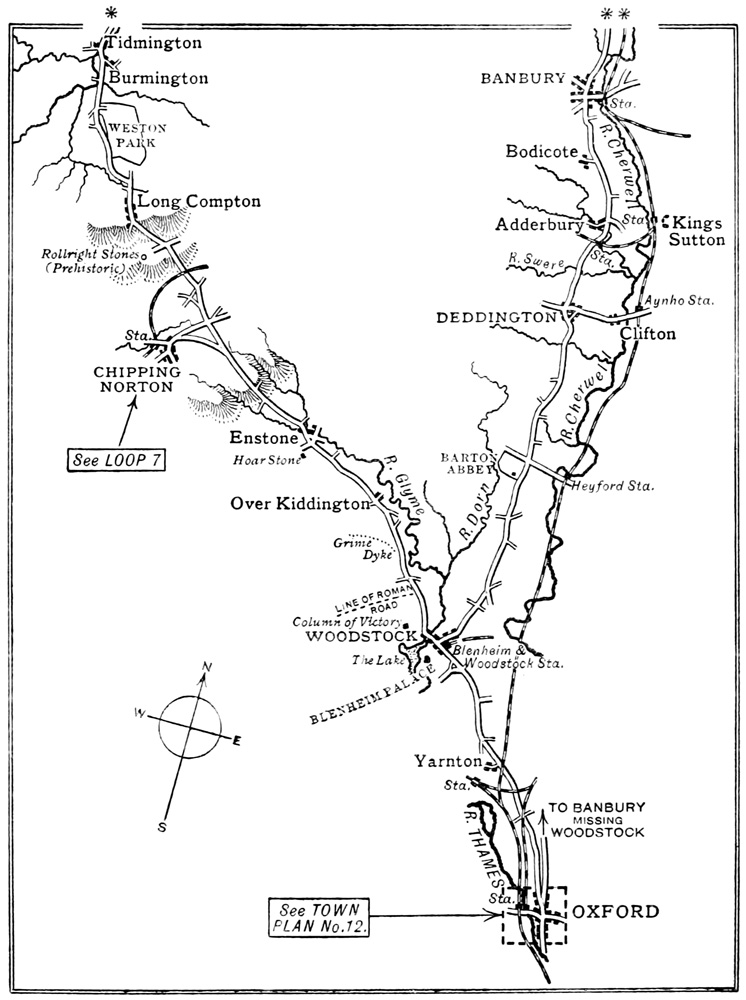 *
* *
Tidmington
Burmington
WESTON
PARK
Long Compton
Rollright Stones
(Prehistoric)
Sta.
CHIPPING
NORTON
See LOOP 7
Enstone
Hoar Stone
R. Glyme
Over Kiddington
Grime
Dyke
LINE OF ROMAN
ROAD
Column of Victory
WOODSTOCK
The Lake
BLENHEIM PALACE
Blenheim &
Woodstock Sta.
BANBURY
Sta.
R. Cherwell
Bodicote
Adderbury
Sta.
Kings
Sutton
Sta.
R. Swere
Aynho Sta.
DEDDINGTON
Clifton
R. Cherwell
BARTON
ABBEY
Heyford Sta.
R. Dorn
N
W
E
S
Yarnton
Sta.
TO BANBURY
MISSING
WOODSTOCK
R. THAMES
Sta.
See TOWN
PLAN No.12.
OXFORD